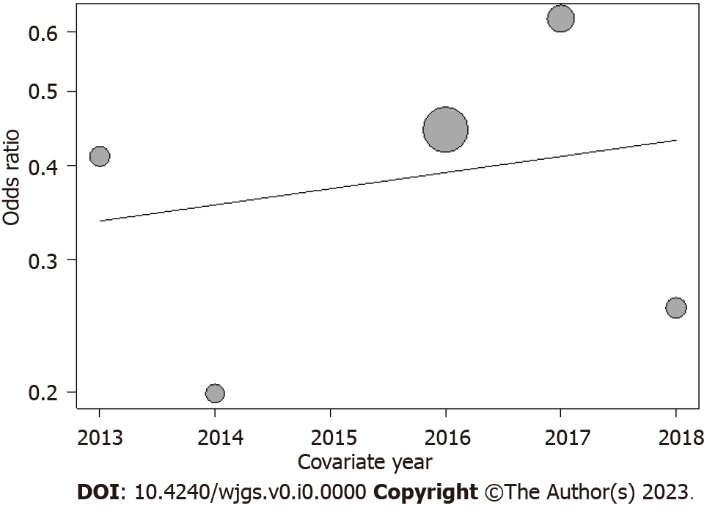 0.6
0.5
0.4
0.3
0.2
Odds ratio
2013 2014 2015 2016 2017 2018
Covariate year
DOI: 10.4240/wjgs.v0.i0.0000 Copyright ©The Author(s) 2023.